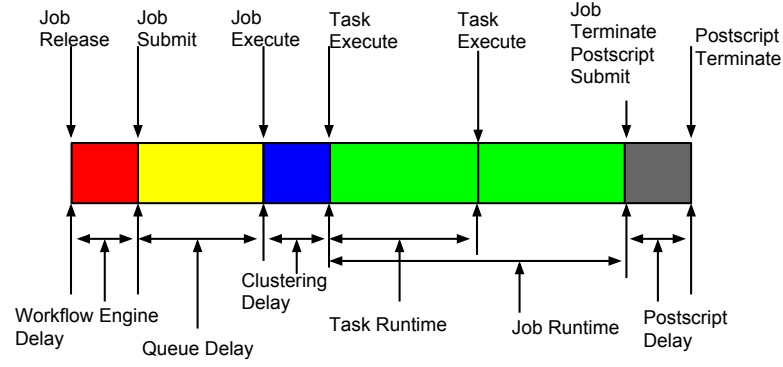 Job
Release
Job
Submit
Job
Execute
Task
Execute
Task
Execute
Job
Terminate
Postscript
Submit
Postscript
Terminate
Workflow Engine
Delay
Queue Delay
Clustering
Delay
Task Runtime
Job Runtime
Postscript
Delay